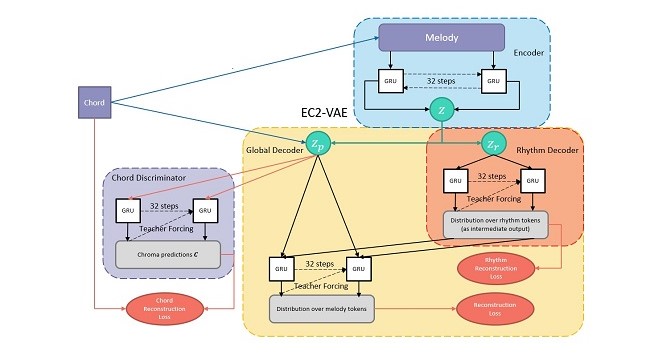 Melody
Encoder
GRU
32 steps
GRU
Chord
EC2-VAE
Z
Global Decoder
Zp
Zr
Rhythm Decoder
Chord Discriminator
GRU
32 steps
GRU
Teacher Forcing
GRU
32 steps
GRU
Teacher Forcing
Distribution over rhythm tokens
(as intermediate output)
Chroma predictions C
GRU
32 steps
GRU
Teacher Forcing
Rhythm
Reconstruction
Loss
Chord
Reconstruction
Loss
Distribution over melody tokens
Reconstruction
Loss